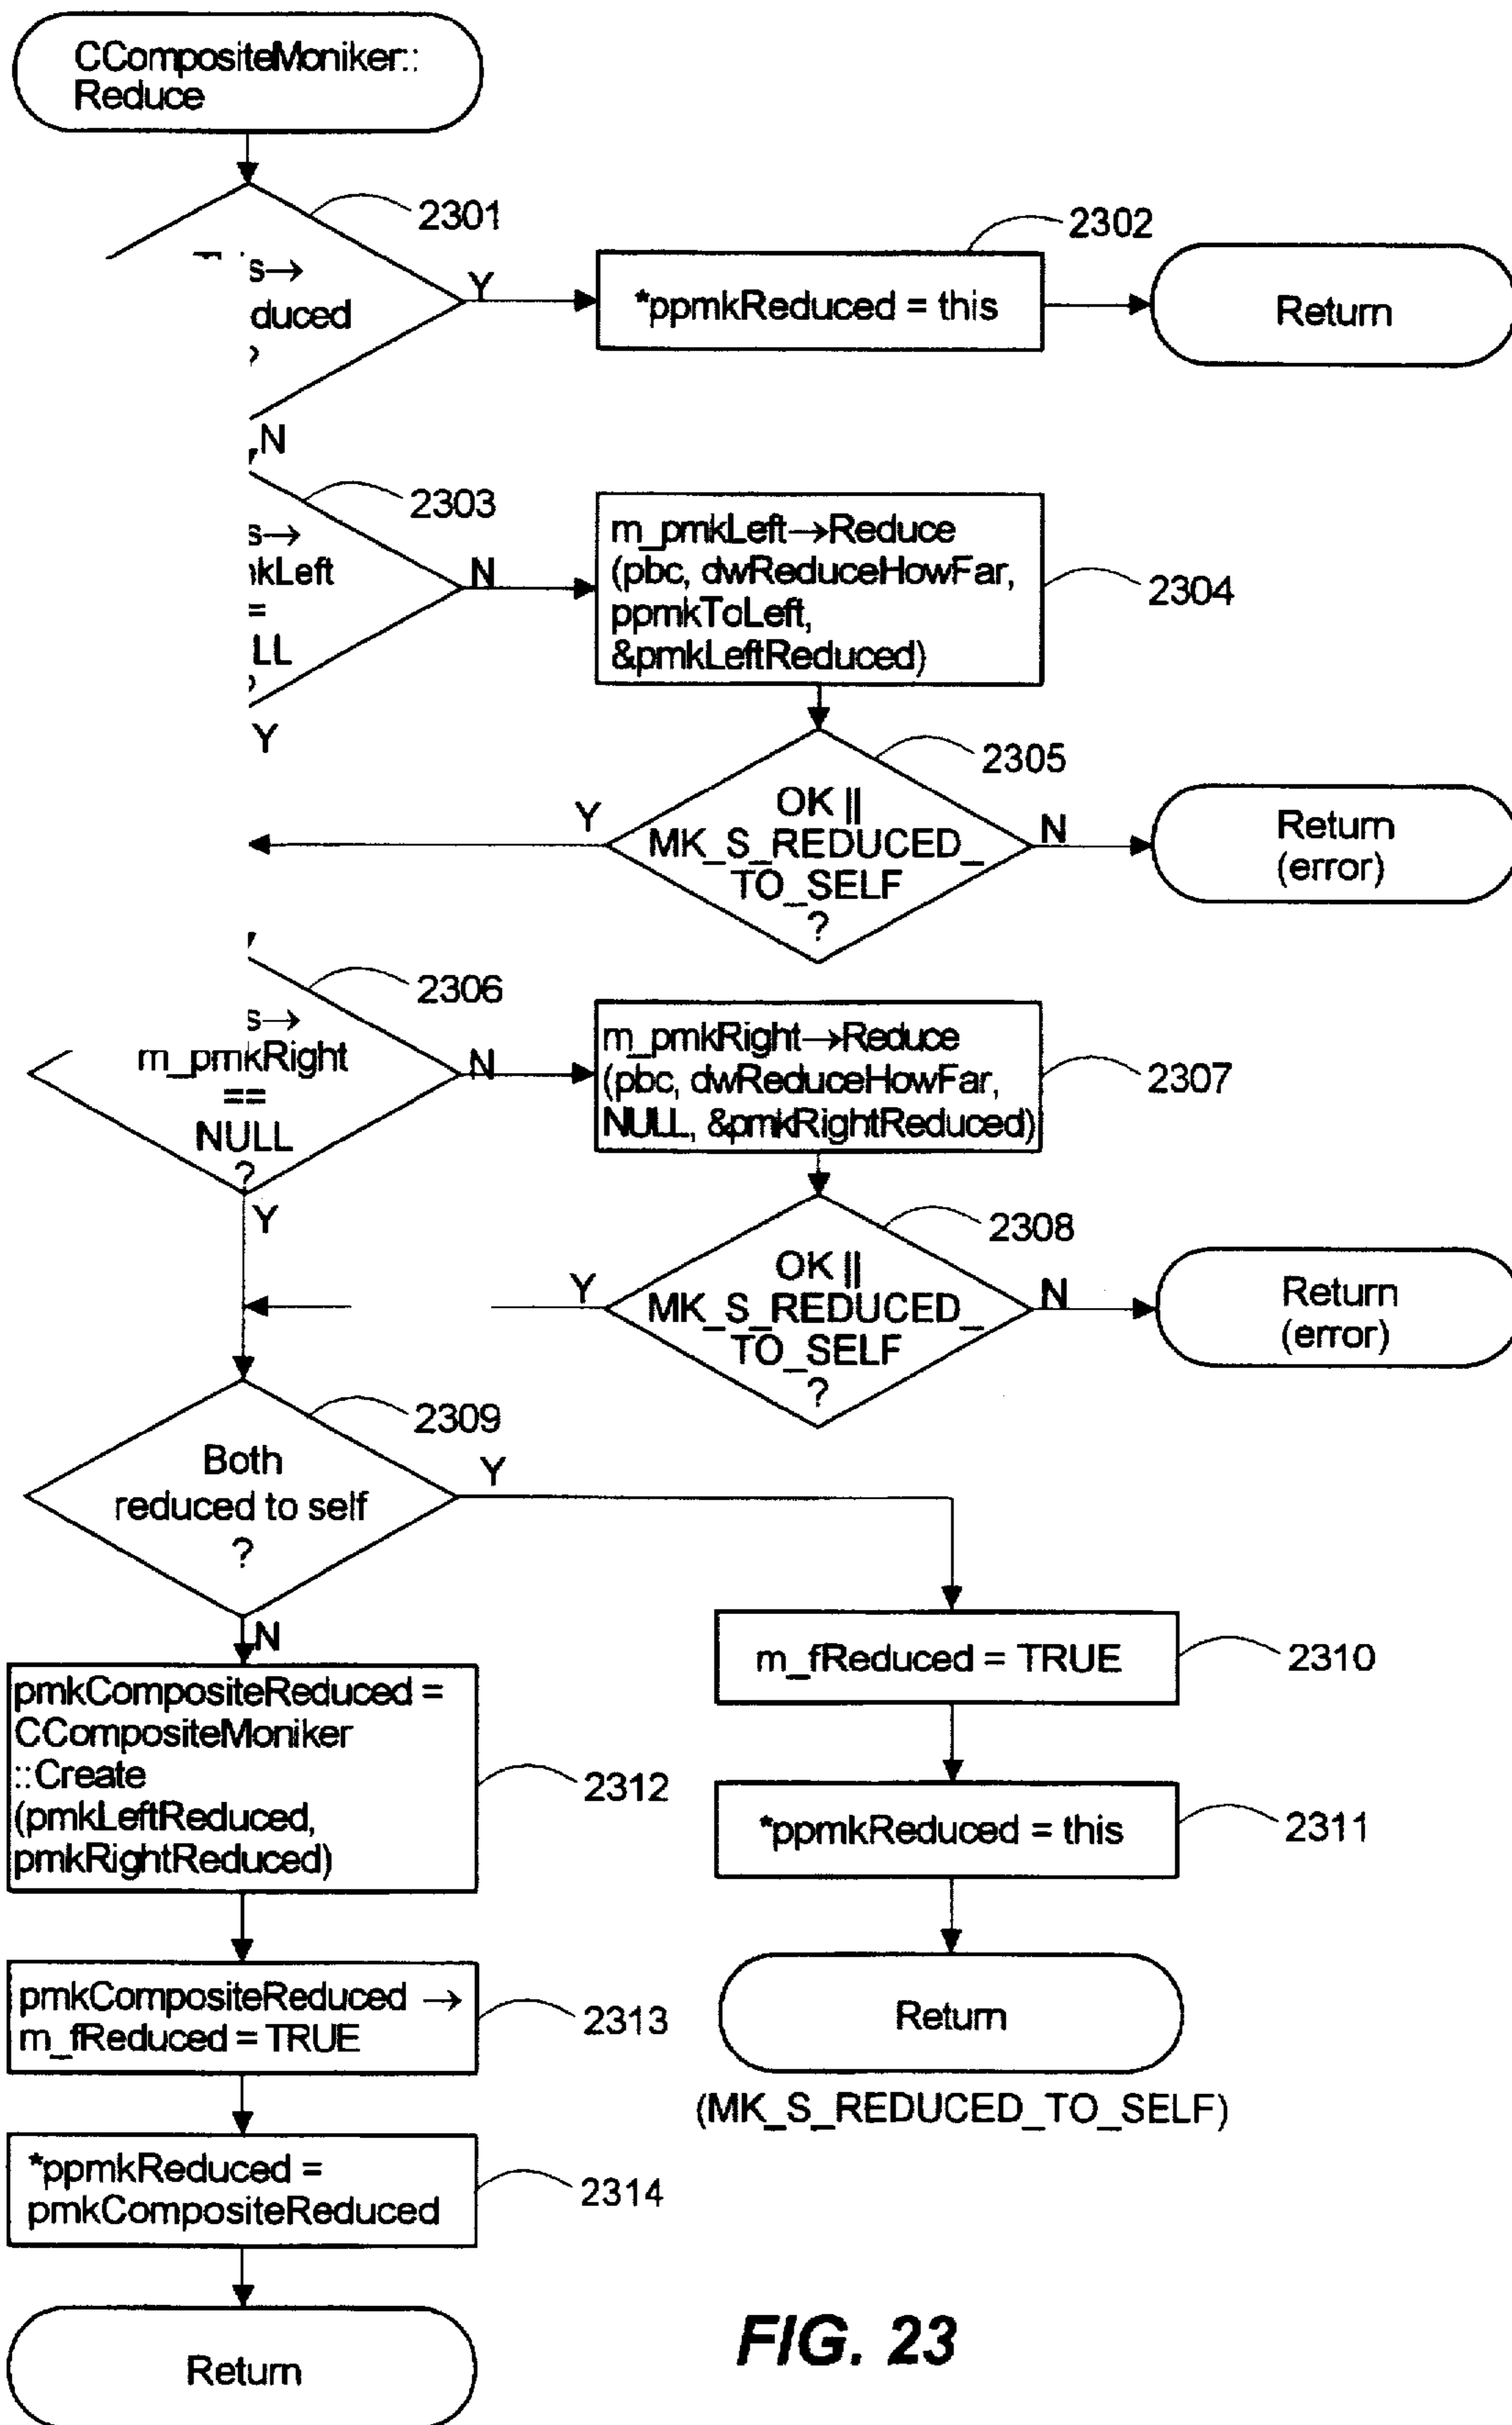 CCompositeMoniker::
Reduce
2301
s→
duced
?
Y
N
2302
*ppmkReduced = this
Return
2303
s→
kLeft
=
LL
?
N
Y
m_pmkLeft→Reduce
(pbc, dwReduceHowFar,
ppmkToLeft,
&pmkLeftReduced)
2304
2305
OK ||
MK_S_REDUCED_
TO_SELF
?
Y
N
Return
(error)
2306
s→
m_pmkRight
==
NULL
?
N
Y
m_pmkRight→Reduce
(pbc, dwReduceHowFar,
NULL, &pmkRightReduced)
2307
2308
OK ||
MK_S_REDUCED_
TO_SELF
?
Y
N
Return
(error)
2309
Both
reduced to self
?
Y
N
m_fReduced = TRUE
2310
*ppmkReduced = this
2311
Return
(MK_S_REDUCED_TO_SELF)
pmkCompositeReduced =
CCompositeMoniker
::Create
(pmkLeftReduced,
pmkRightReduced)
2312
pmkCompositeReduced →
m_fReduced = TRUE
2313
*ppmkReduced =
pmkCompositeReduced
2314
Return
FIG. 23